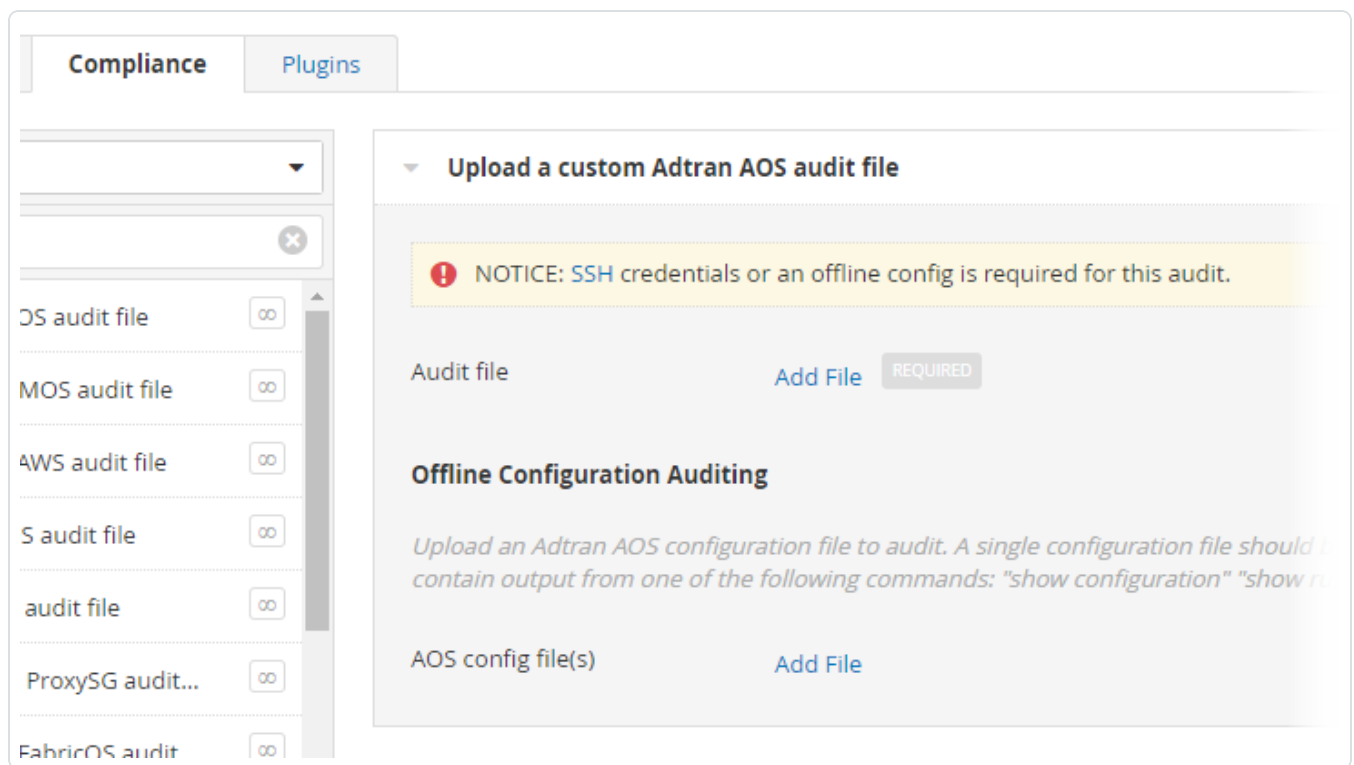 Compliance Plugins
Upload a custom Adtran AOS audit file
NOTICE: SSH credentials or an offline config is required for this audit.
OS audit file
MOS audit file
AWS audit file
S audit file
audit file
ProxySG audit...
FabricOS audit
Audit file Add File REQUIRED
Offline Configuration Auditing
Upload an Adtran AOS configuration file to audit. A single configuration file should
contain output from one of the following commands: "show configuration" "show
AOS config file(s) Add File